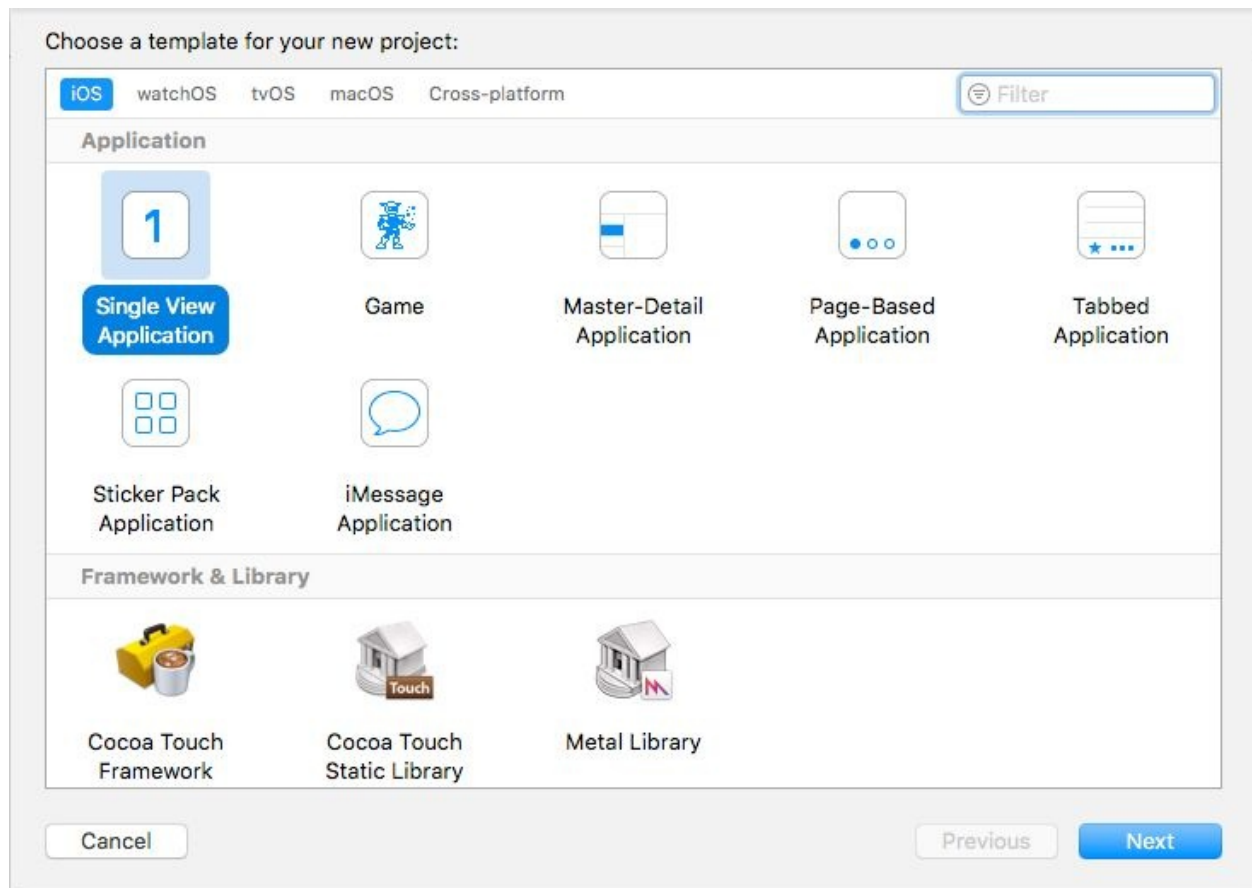 Choose a template for your new project:
iOS watchOS tvOS macOS Cross-platform Filter
Application
1
Single View Application
Game
Master-Detail Application
Page-Based Application
Tabbed Application
Sticker Pack Application
iMessage Application
Framework & Library
Touch
Cocoa Touch Framework
Cocoa Touch Static Library
Metal Library
Cancel Previous Next